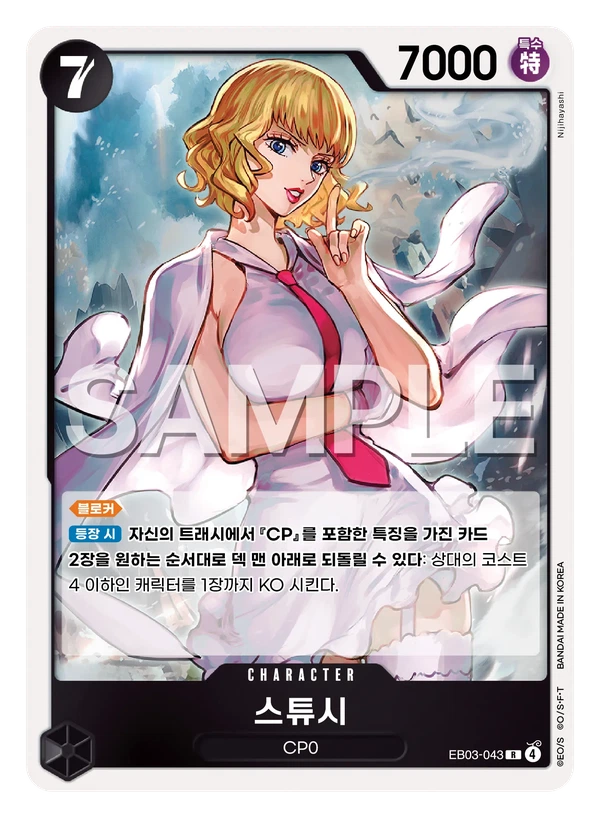 7
7000
특수
特
Nijihayashi
SAMPLE
블로커
등장 시 자신의 트래시에서 『CP』를 포함한 특징을 가진 카드
2장을 원하는 순서대로 덱 맨 아래로 되돌릴 수 있다: 상대의 코스트
4 이하인 캐릭터를 1장까지 KO 시킨다.
CHARACTER
스튜시
CP0
EB03-043 R 4
©EO/S ©O/S·F·T BANDAI MADE IN KOREA